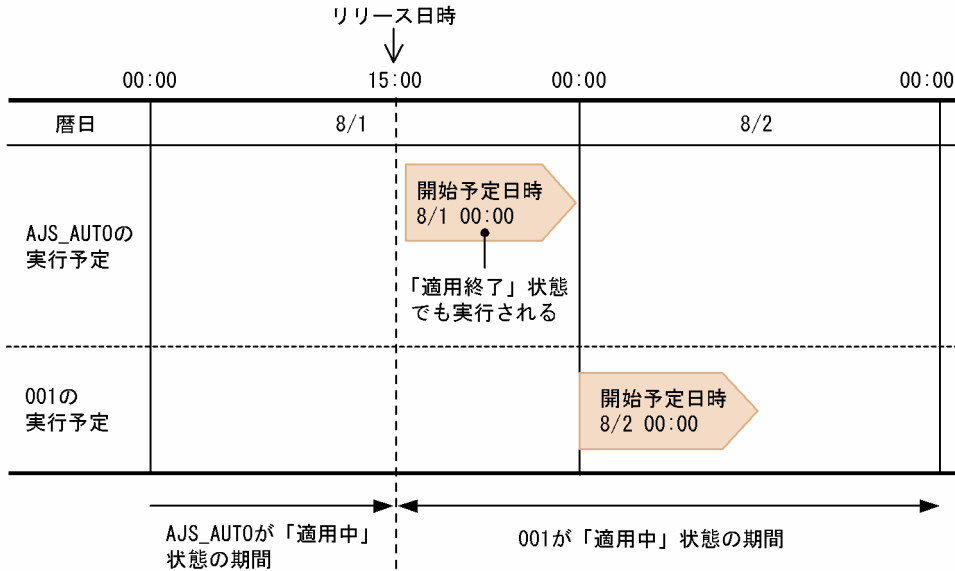 リリース日時
00:00 15:00 00:00 00:00
暦日 8/1 8/2
AJS_AUTOの
実行予定
開始予定日時
8/1 00:00
「適用終了」状態
でも実行される
001の
実行予定
開始予定日時
8/2 00:00
AJS_AUTOが「適用中」
状態の期間
001が「適用中」状態の期間